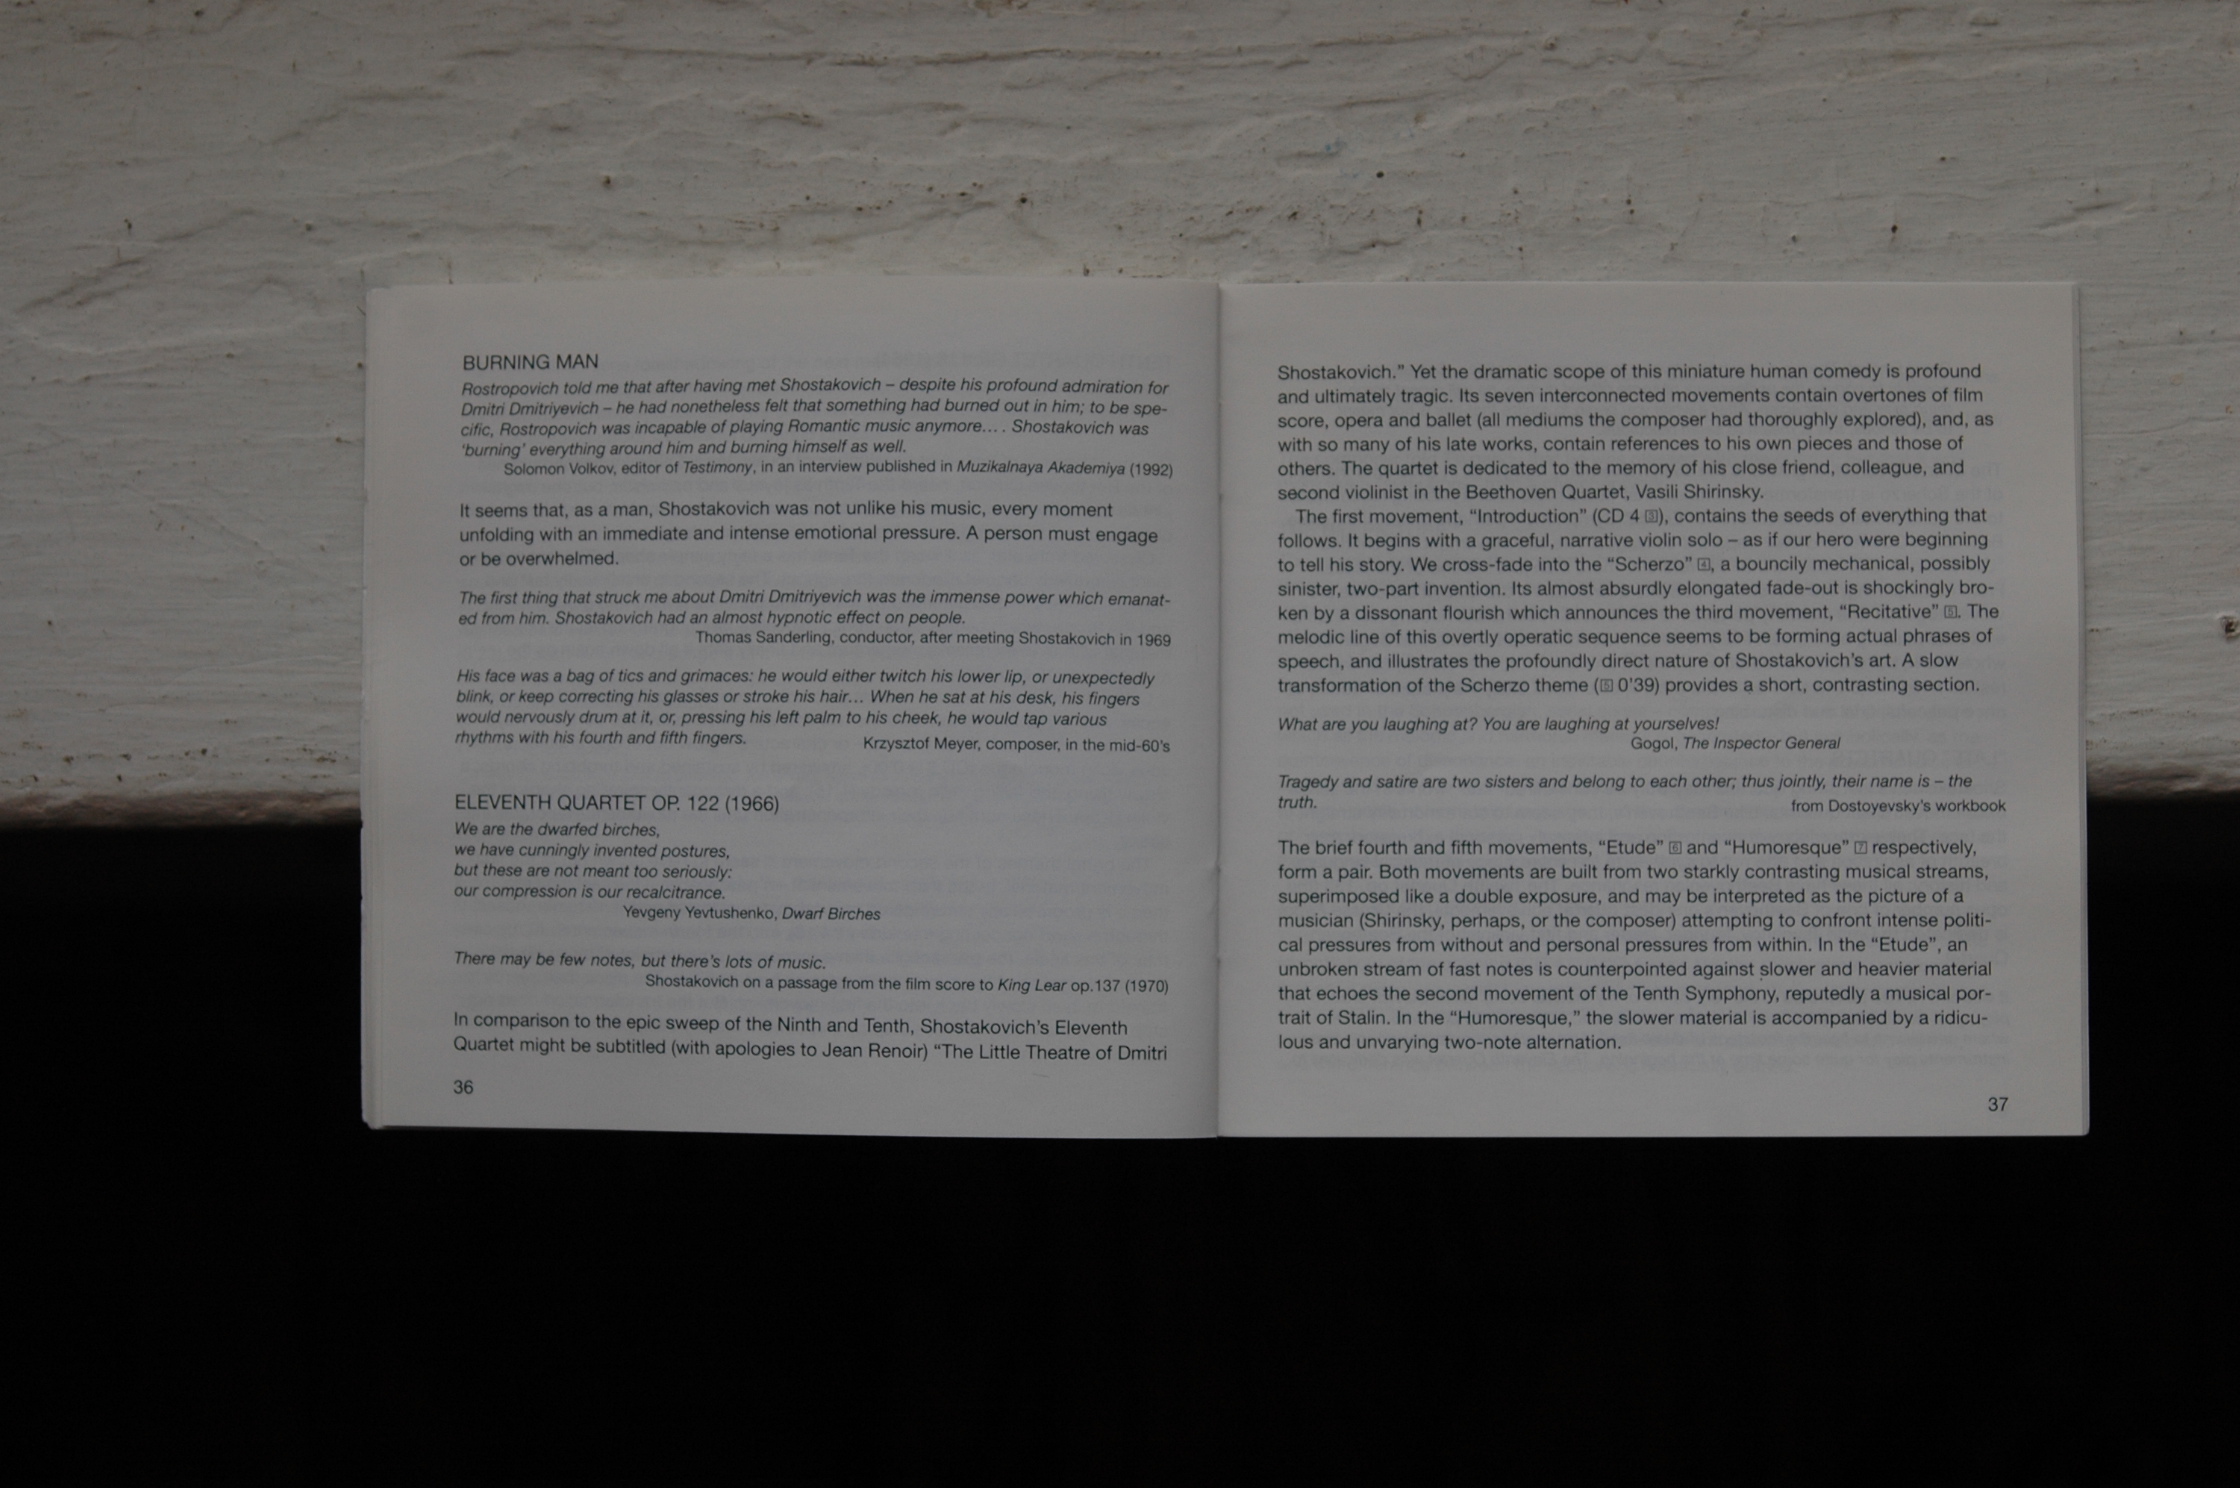 BURNING MAN
Rostropovich told me that after having met Shostakovich – despite his profound admiration for
Dmitri Dmitriyevich – he had nonetheless felt that something had burned out in him; to be spe-
cific, Rostropovich was incapable of playing Romantic music anymore... . Shostakovich was
‘burning’ everything around him and burning himself as well.
Solomon Volkov, editor of Testimony, in an interview published in Muzikalnaya Akademiya (1992)
It seems that, as a man, Shostakovich was not unlike his music, every moment
unfolding with an immediate and intense emotional pressure. A person must engage
or be overwhelmed.
The first thing that struck me about Dmitri Dmitriyevich was the immense power which emanat-
ed from him. Shostakovich had an almost hypnotic effect on people.
Thomas Sanderling, conductor, after meeting Shostakovich in 1969
His face was a bag of tics and grimaces: he would either twitch his lower lip, or unexpectedly
blink, or keep correcting his glasses or stroke his hair... When he sat at his desk, his fingers
would nervously drum at it, or, pressing his left palm to his cheek, he would tap various
rhythms with his fourth and fifth fingers.
Krzysztof Meyer, composer, in the mid-60’s
ELEVENTH QUARTET OP. 122 (1966)
We are the dwarfed birches,
we have cunningly invented postures,
but these are not meant too seriously:
our compression is our recalcitrance.
Yevgeny Yevtushenko, Dwarf Birches
There may be few notes, but there’s lots of music.
Shostakovich on a passage from the film score to King Lear op.137 (1970)
In comparison to the epic sweep of the Ninth and Tenth, Shostakovich’s Eleventh
Quartet might be subtitled (with apologies to Jean Renoir) “The Little Theatre of Dmitri
36
Shostakovich.” Yet the dramatic scope of this miniature human comedy is profound
and ultimately tragic. Its seven interconnected movements contain overtones of film
score, opera and ballet (all mediums the composer had thoroughly explored), and, as
with so many of his late works, contain references to his own pieces and those of
others. The quartet is dedicated to the memory of his close friend, colleague, and
second violinist in the Beethoven Quartet, Vasili Shirinsky.
The first movement, “Introduction” (CD 4 3), contains the seeds of everything that
follows. It begins with a graceful, narrative violin solo – as if our hero were beginning
to tell his story. We cross-fade into the “Scherzo” 4, a bouncily mechanical, possibly
sinister, two-part invention. Its almost absurdly elongated fade-out is shockingly bro-
ken by a dissonant flourish which announces the third movement, “Recitative” 5. The
melodic line of this overtly operatic sequence seems to be forming actual phrases of
speech, and illustrates the profoundly direct nature of Shostakovich’s art. A slow
transformation of the Scherzo theme (5 0’39) provides a short, contrasting section.
What are you laughing at? You are laughing at yourselves!
Gogol, The Inspector General
Tragedy and satire are two sisters and belong to each other; thus jointly, their name is – the
truth.
from Dostoyevsky’s workbook
The brief fourth and fifth movements, “Etude” 6 and “Humoresque” 7 respectively,
form a pair. Both movements are built from two starkly contrasting musical streams,
superimposed like a double exposure, and may be interpreted as the picture of a
musician (Shirinsky, perhaps, or the composer) attempting to confront intense politi-
cal pressures from without and personal pressures from within. In the “Etude”, an
unbroken stream of fast notes is counterpointed against slower and heavier material
that echoes the second movement of the Tenth Symphony, reputedly a musical por-
trait of Stalin. In the “Humoresque,” the slower material is accompanied by a ridicu-
lous and unvarying two-note alternation.
37